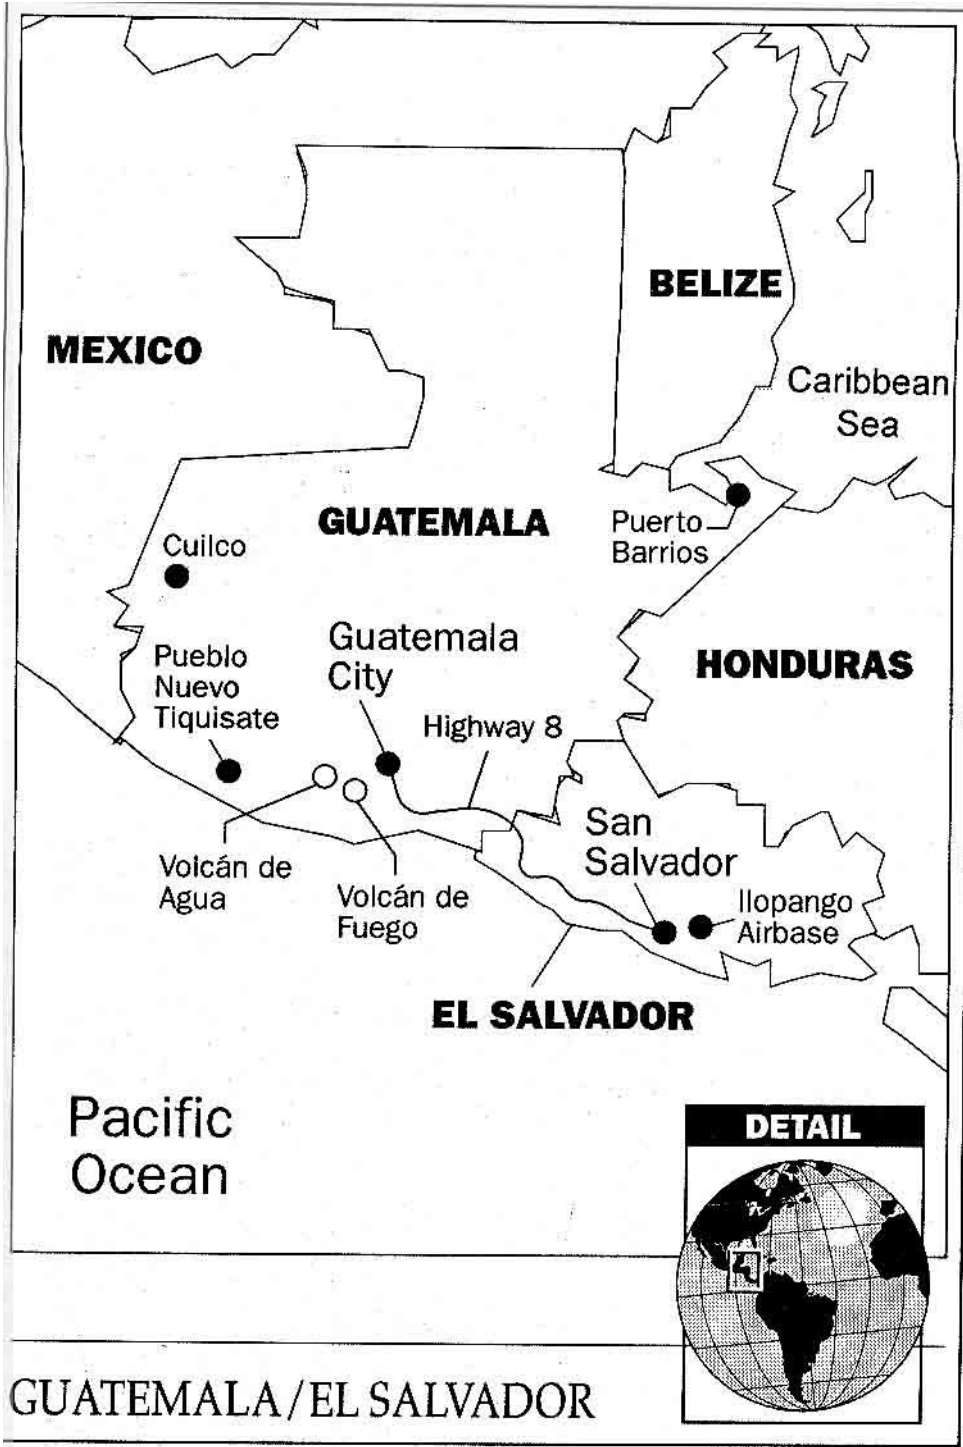 BELIZE
MEXICO
Caribbean
Sea
GUATEMALA
Puerto
Barrios
Cuilco
Guatemala
City
HONDURAS
Pueblo
Nuevo
Tiquisate
Highway 8
San
Salvador
Volcán de
Agua
Volcán de
Fuego
Ilopango
Airbase
EL SALVADOR
Pacific
Ocean
DETAIL
GUATEMALA/EL SALVADOR